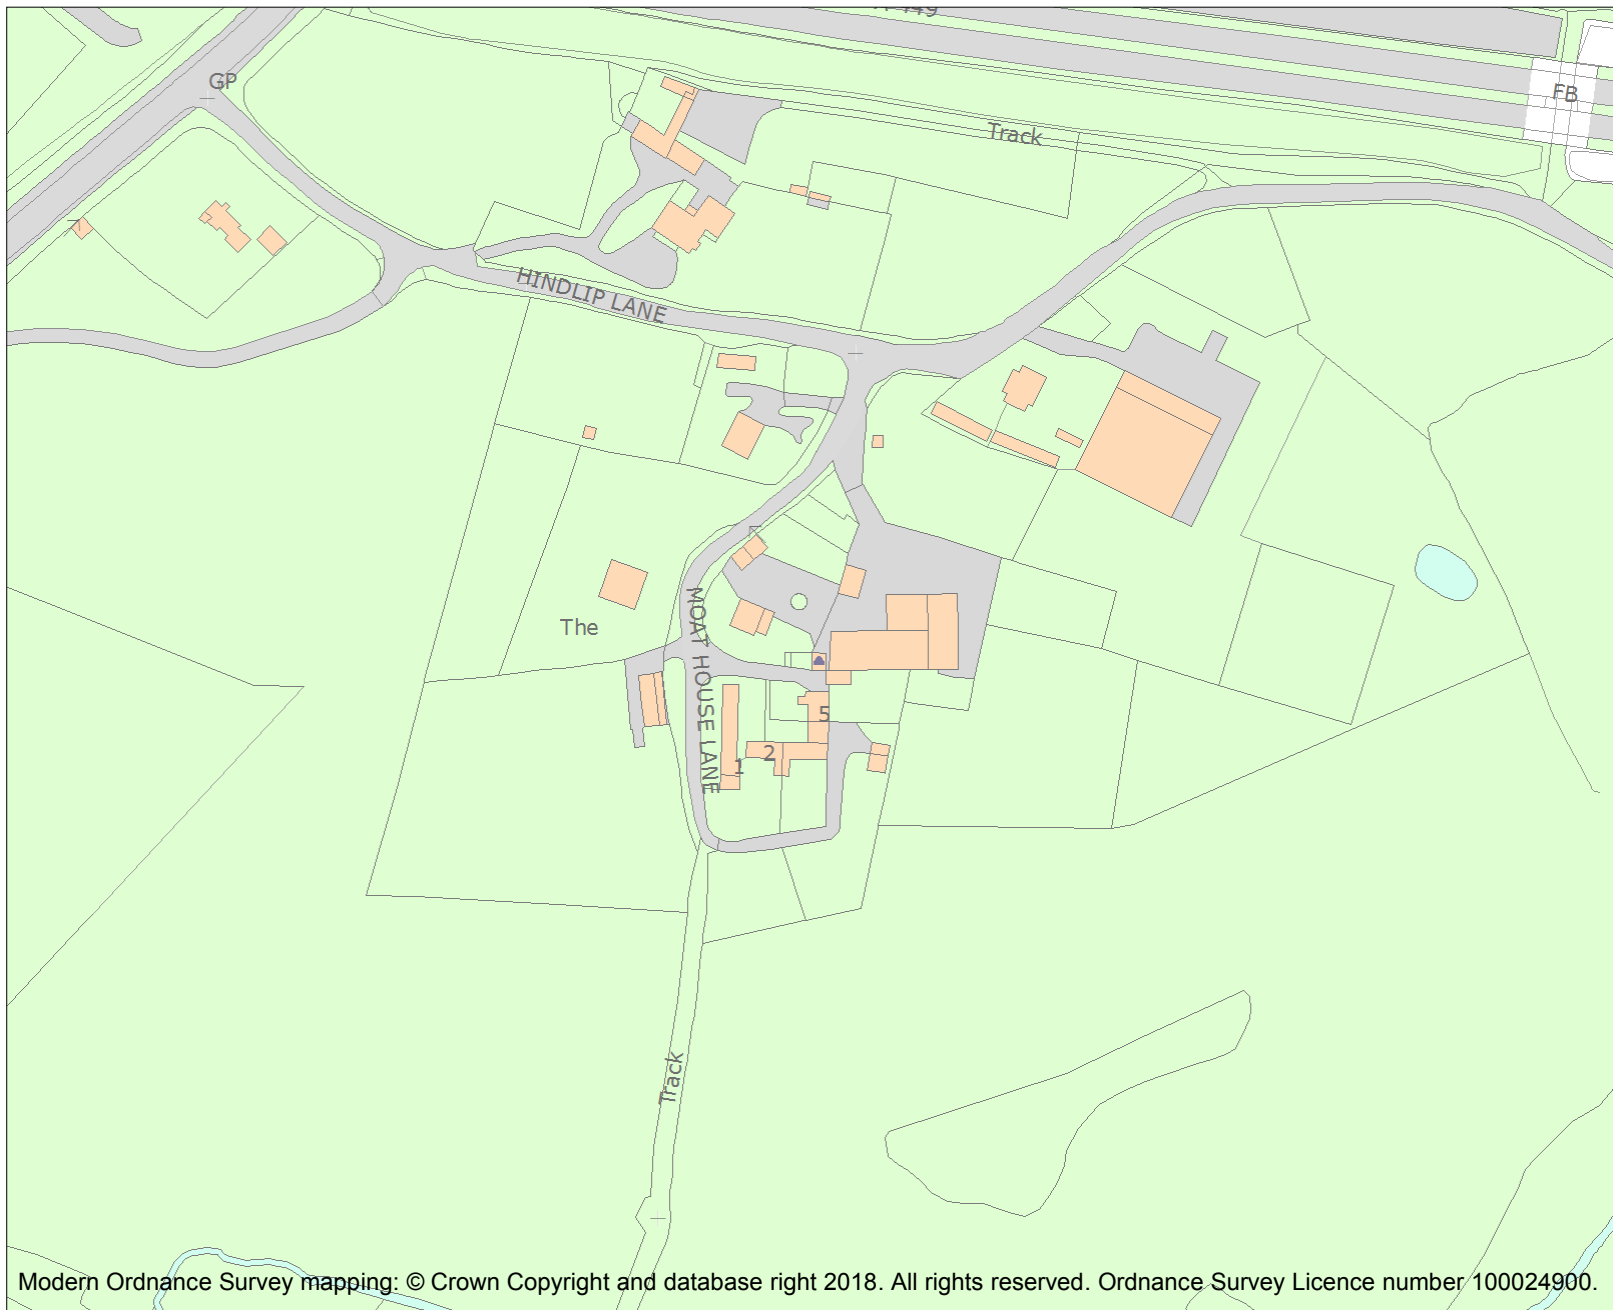 GP
FB
Track
HINDLIP LANE
The
MOAT HOUSE LANE
5
2
1
Track
Modern Ordnance Survey mapping: © Crown Copyright and database right 2018. All rights reserved. Ordnance Survey Licence number 100024900.